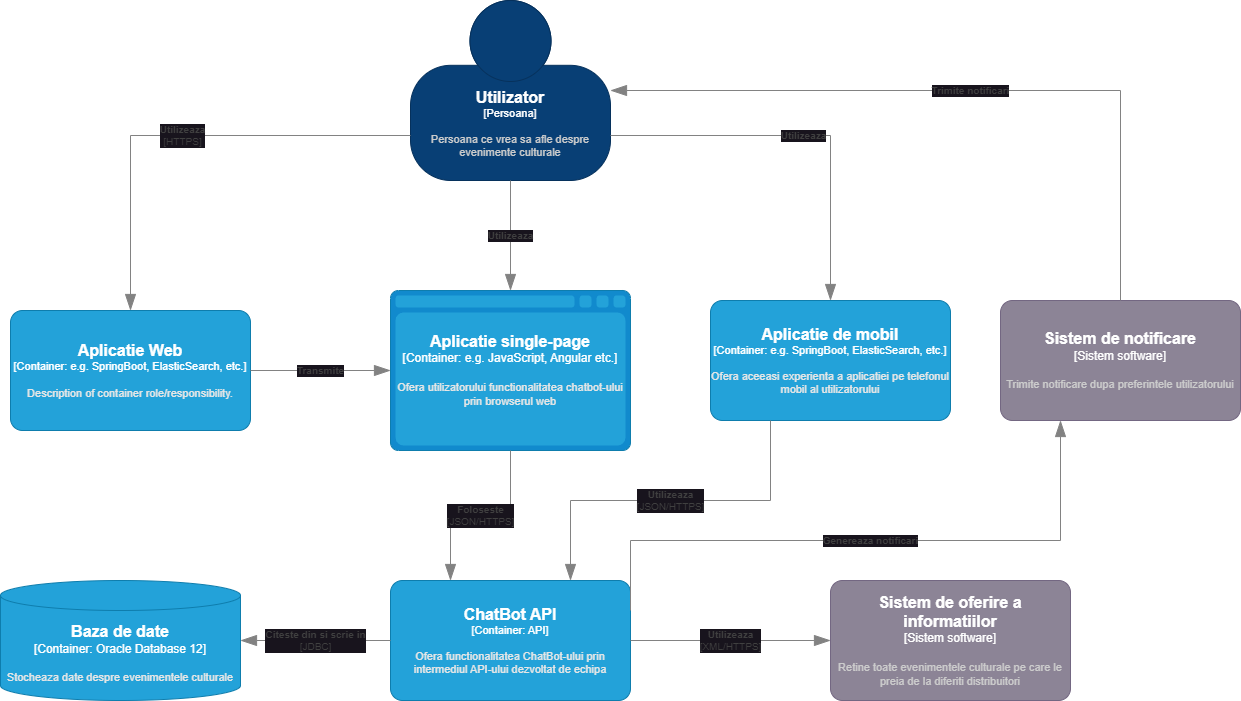 Utilizator
[Persoana]
Persoana ce vrea sa afle despre
evenimente culturale
Trimite notificari
Utilizeaza
[HTTPS]
Utilizeaza
Utilizeaza
Aplicatie Web
[Container: e.g. SpringBoot, ElasticSearch, etc.]
Description of container role/responsibility.
Transmite
Aplicatie single-page
[Container: e.g. JavaScript, Angular etc.]
Ofera utilizatorului functionalitatea chatbot-ului
prin browserul web
Aplicatie de mobil
[Container: e.g. SpringBoot, ElasticSearch, etc.]
Ofera aceeasi experienta a aplicatiei pe telefonul
mobil al utilizatorului
Sistem de notificare
[Sistem software]
Trimite notificare dupa preferintele utilizatorului
Foloseste
[JSON/HTTPS]
Utilizeaza
[JSON/HTTPS]
Genereaza notificari
Baza de date
[Container: Oracle Database 12]
Stocheaza date despre evenimentele culturale
Citeste din si scrie in
[JDBC]
ChatBot API
[Container: API]
Ofera functionalitatea ChatBot-ului prin
intermediul API-ului dezvoltat de echipa
Utilizeaza
[XML/HTTPS]
Sistem de oferire a
informatiilor
[Sistem software]
Retine toate evenimentele culturale pe care le
preia de la diferiti distribuitori